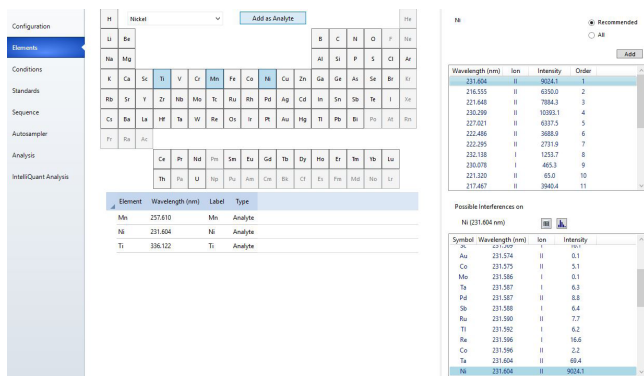 Configuration
Elements
Conditions
Standards
Sequence
Autosampler
Analysis
IntelliQuant Analysis
H Nickel Add as Analyte He
Li Be B C N O F Ne
Na Mg Al Si P S Cl Ar
K Ca Sc Ti V Cr Mn Fe Co Ni Cu Zn Ga Ge As Se Br Kr
Rb Sr Y Zr Nb Mo Tc Ru Rh Pd Ag Cd In Sn Sb Te I Xe
Cs Ba La Hf Ta W Re Os Ir Pt Au Hg Tl Pb Bi Po At Rn
Fr Ra Ac
Ce Pr Nd Pm Sm Eu Gd Tb Dy Ho Er Tm Yb Lu
Th Pa U Np Pu Am Cm Bk Cf Es Fm Md No Lr
Element Wavelength (nm) Label Type
Mn 257.610 Mn Analyte
Ni 231.604 Ni Analyte
Ti 336.122 Ti Analyte
Ni
Recommended
All
Add
Wavelength (nm) Ion Intensity Order
231.604 II 9024.1 1
216.555 II 6350.0 2
221.648 II 7884.3 3
230.299 II 10393.1 4
227.021 II 6337.5 5
222.486 II 3688.9 6
222.295 II 2731.9 7
232.138 I 1253.7 8
230.078 I 465.3 9
221.320 II 65.0 10
217.467 II 3940.4 11
Possible Interferences on
Ni (231.604 nm)
Symbol Wavelength (nm) Ion Intensity
Sc 231.569 I 10.1
Au 231.574 II 0.1
Co 231.575 II 5.1
Mo 231.586 I 0.1
Ta 231.587 I 6.3
Pd 231.587 II 8.8
Sb 231.588 I 6.4
Ru 231.590 II 7.7
Tl 231.592 I 6.2
Ra 231.596 I 16.6
Co 231.596 II 2.2
Ta 231.604 II 69.4
Ni 231.604 II 9024.1